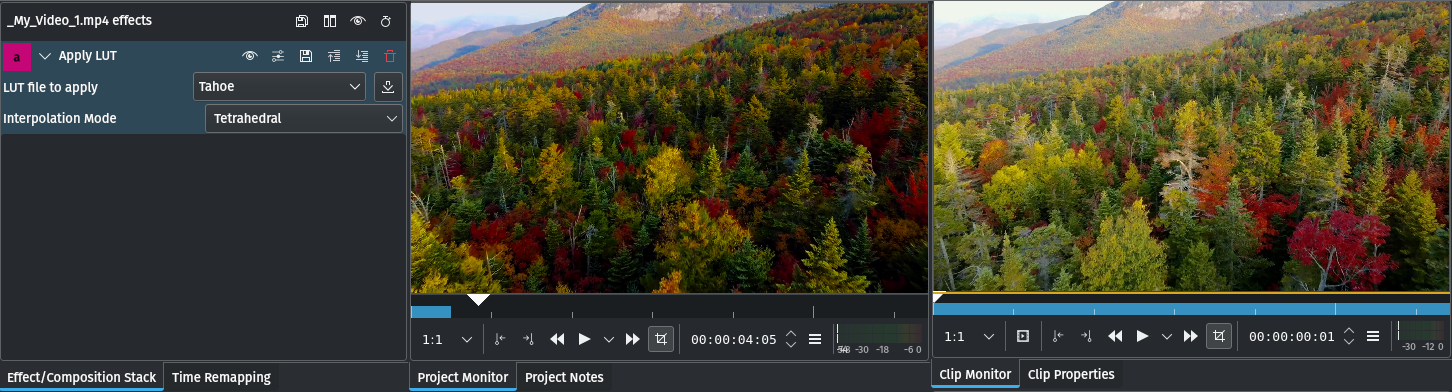 _My_Video_1.mp4 effects
a Apply LUT
LUT file to apply Tahoe
Interpolation Mode Tetrahedral
Effect/Composition Stack Time Remapping
1:1 00:00:04:05
-30 -18 -6 0
Project Monitor Project Notes
1:1 00:00:00:01
-30 -12 0
Clip Monitor Clip Properties